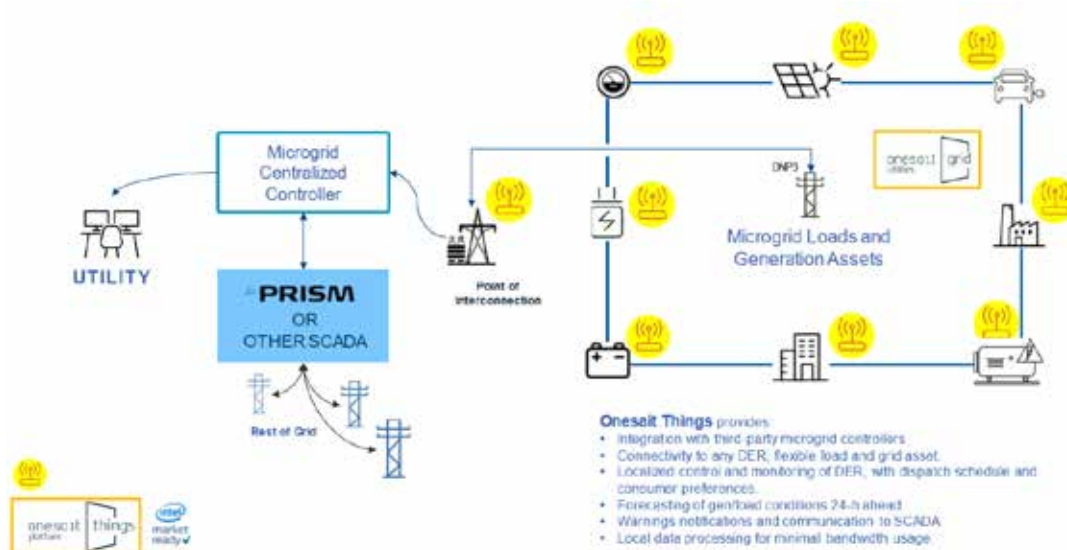 Microgrid
Centralized
Controller
UTILITY
PRISM
OR
OTHER SCADA
Rest of Grid
Point of
Interconnection
DNP3
onesait grid
utilities
Microgrid Loads and
Generation Assets
Onesait Things provides:
• Integration with third-party microgrid controllers
• Connectivity to any DER, flexible load and grid asset.
• Localized control and monitoring of DER, with dispatch schedule and
consumer preferences.
• Forecasting of gen/load conditions 24-h ahead
• Warnings notifications and communication to SCADA
• Local data processing for minimal bandwidth usage
onesait things
platform
intel
market
ready